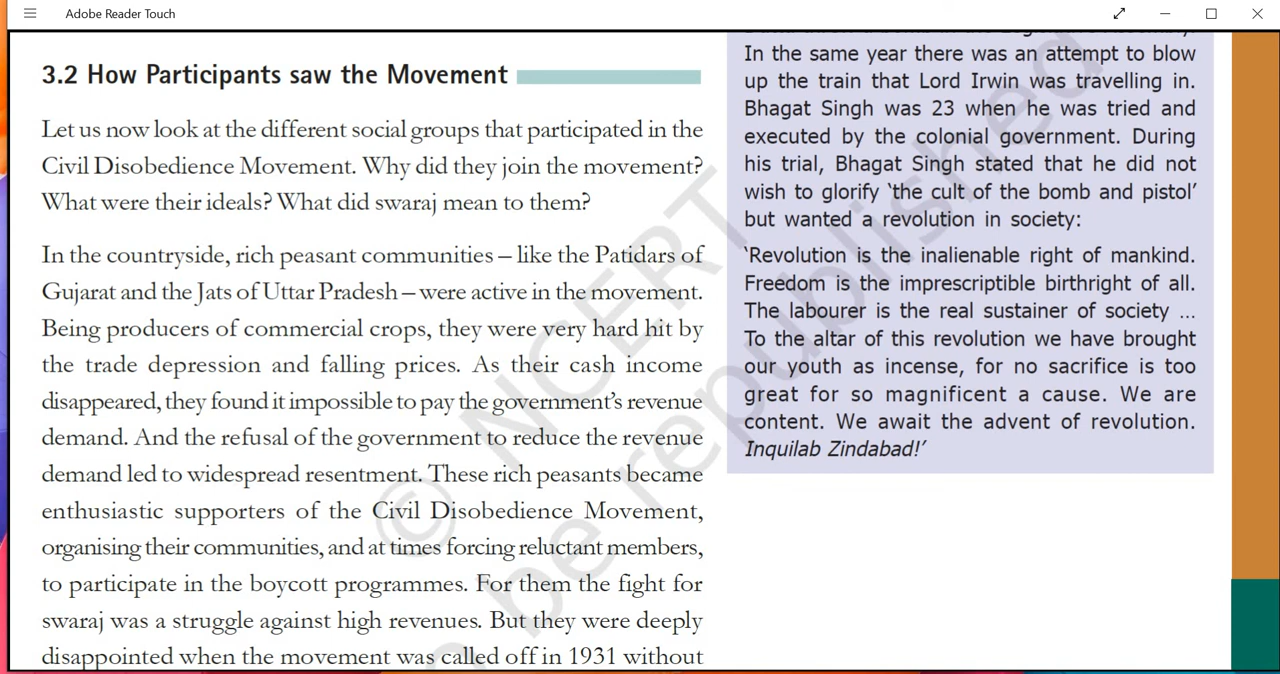 Adobe Reader Touch
3.2 How Participants saw the Movement
Let us now look at the different social groups that participated in the
Civil Disobedience Movement. Why did they join the movement?
What were their ideals? What did swaraj mean to them?
In the countryside, rich peasant communities – like the Patidars of
Gujarat and the Jats of Uttar Pradesh – were active in the movement.
Being producers of commercial crops, they were very hard hit by
the trade depression and falling prices. As their cash income
disappeared, they found it impossible to pay the government's revenue
demand. And the refusal of the government to reduce the revenue
demand led to widespread resentment. These rich peasants became
enthusiastic supporters of the Civil Disobedience Movement,
organising their communities, and at times forcing reluctant members,
to participate in the boycott programmes. For them the fight for
swaraj was a struggle against high revenues. But they were deeply
disappointed when the movement was called off in 1931 without
In the same year there was an attempt to blow
up the train that Lord Irwin was travelling in.
Bhagat Singh was 23 when he was tried and
executed by the colonial government. During
his trial, Bhagat Singh stated that he did not
wish to glorify 'the cult of the bomb and pistol'
but wanted a revolution in society:
'Revolution is the inalienable right of mankind.
Freedom is the imprescriptible birthright of all.
The labourer is the real sustainer of society ...
To the altar of this revolution we have brought
our youth as incense, for no sacrifice is too
great for so magnificent a cause. We are
content. We await the advent of revolution.
Inquilab Zindabad!'
© NCERT
be republished